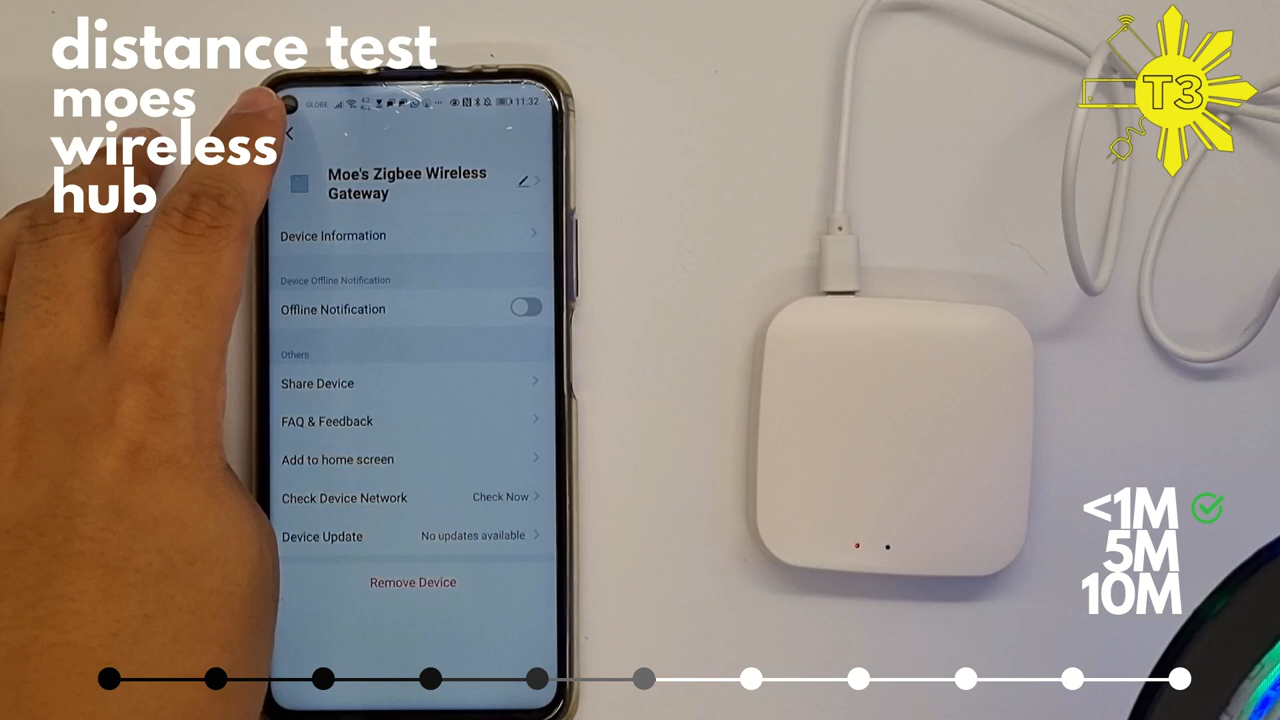 distance test
moes
wireless
hub
T3
GLOBE
11:32
Moe's Zigbee Wireless
Gateway
Device Information
Device Offline Notification
Offline Notification
Others
Share Device
FAQ & Feedback
Add to home screen
Check Device Network Check Now
Device Update No updates available
Remove Device
<1M
5M
10M